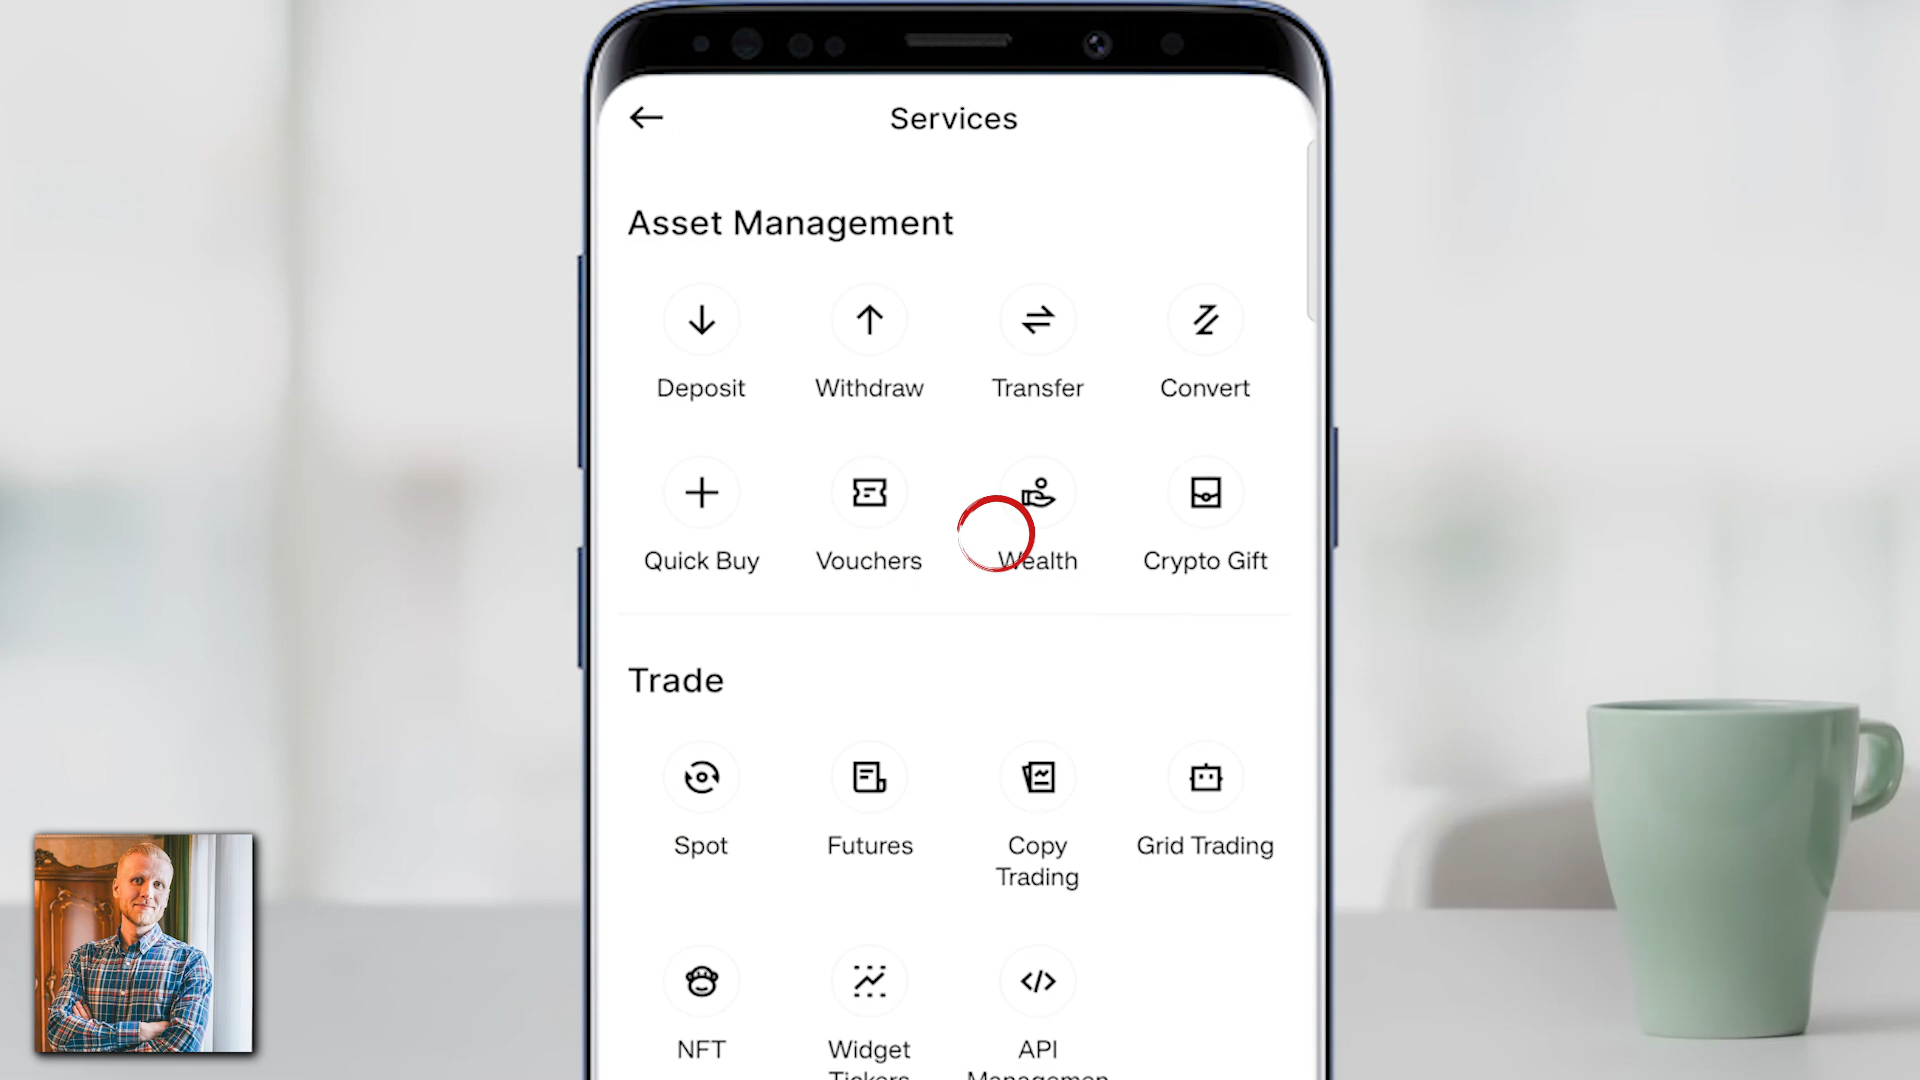 Services
Asset Management
Deposit Withdraw Transfer Convert
Quick Buy Vouchers Wealth Crypto Gift
Trade
Spot Futures Copy Trading Grid Trading
NFT Widget Tickers API Managemen